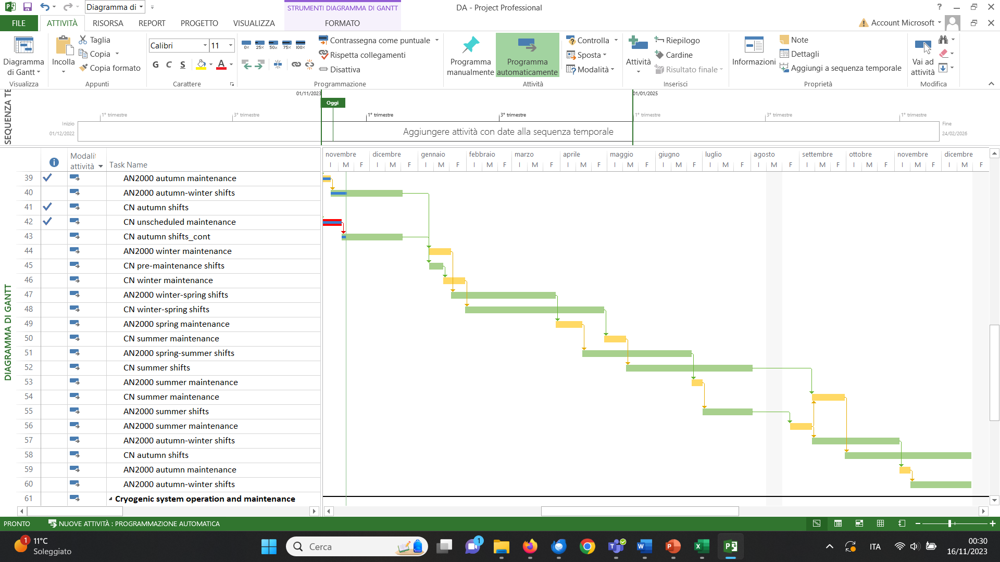 Diagramma di
STRUMENTI DIAGRAMMA DI GANTT
DA - Project Professional
FILE
ATTIVITÀ
RISORSA
REPORT
PROGETTO
VISUALIZZA
FORMATO
Account Microsoft
Diagramma di Gantt
Visualizza
Incolla
Taglia
Copia
Copia formato
Appunti
Calibri
11
G C S
A
Carattere
0% 25% 50% 75% 100%
Contrassegna come puntuale
Rispetta collegamenti
Disattiva
Programmazione
Programma manualmente
Programma automaticamente
Controlla
Sposta
Modalità
Attività
Attività
Riepilogo
Cardine
Risultato finale
Inserisci
Informazioni
Note
Dettagli
Aggiungi a sequenza temporale
Proprietà
Vai ad attività
Modifica
SEQUENZA TE
01/11/2023
01/01/2025
Oggi
1° trimestre
3° trimestre
1° trimestre
3° trimestre
1° trimestre
3° trimestre
1° trimestre
Inizio
01/12/2022
Aggiungere attività con date alla sequenza temporale
Fine
24/02/2026
DIAGRAMMA DI GANTT
Modalit
attività
Task Name
novembre dicembre gennaio febbraio marzo aprile maggio giugno luglio agosto settembre ottobre novembre dicembre
I M F I M F I M F I M F I M F I M F I M F I M F I M F I M F I M F I M F I M F I M F
39 AN2000 autumn maintenance
40 AN2000 autumn-winter shifts
41 CN autumn shifts
42 CN unscheduled maintenance
43 CN autumn shifts_cont
44 AN2000 winter maintenance
45 CN pre-maintenance shifts
46 CN winter maintenance
47 AN2000 winter-spring shifts
48 CN winter-spring shifts
49 AN2000 spring maintenance
50 CN summer maintenance
51 AN2000 spring-summer shifts
52 CN summer shifts
53 AN2000 summer maintenance
54 CN summer maintenance
55 AN2000 summer shifts
56 AN2000 summer maintenance
57 AN2000 autumn-winter shifts
58 CN autumn shifts
59 AN2000 autumn maintenance
60 AN2000 autumn-winter shifts
61 Cryogenic system operation and maintenance
PRONTO
NUOVE ATTIVITÀ : PROGRAMMAZIONE AUTOMATICA
1
11°C
Soleggiato
Cerca
1
ITA
00:30
16/11/2023